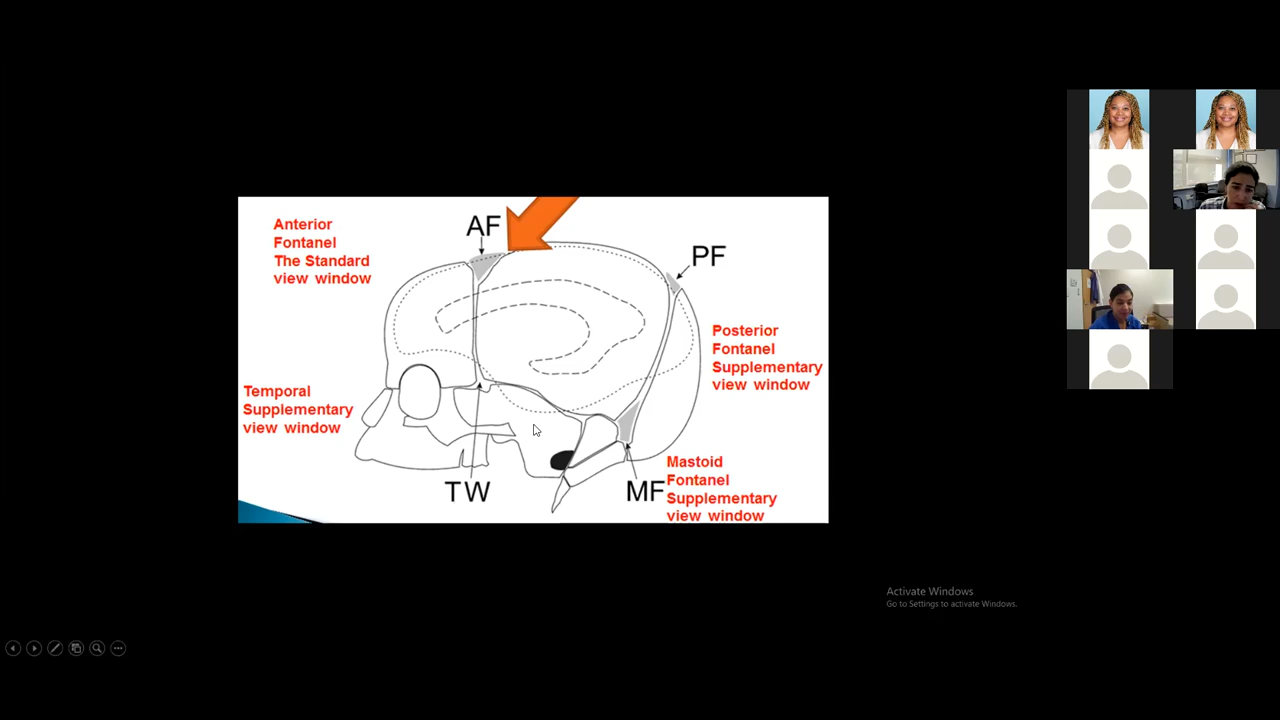 Anterior
Fontanel
The Standard
view window
AF
PF
Posterior
Fontanel
Supplementary
view window
Temporal
Supplementary
view window
TW
MF
Mastoid
Fontanel
Supplementary
view window
Activate Windows
Go to Settings to activate Windows.